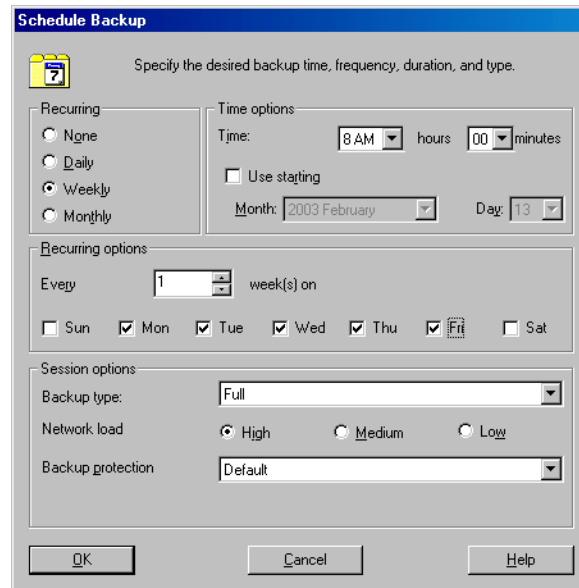 Schedule Backup
7
Specify the desired backup time, frequency, duration, and type.
Recurring
None
Daily
Weekly
Monthly
Time options
Time: 8 AM hours 00 minutes
Use starting
Month: 2003 February Day: 13
Recurring options
Every 1 week(s) on
Sun Mon Tue Wed Thu Fri Sat
Session options
Backup type: Full
Network load High Medium Low
Backup protection Default
OK Cancel Help